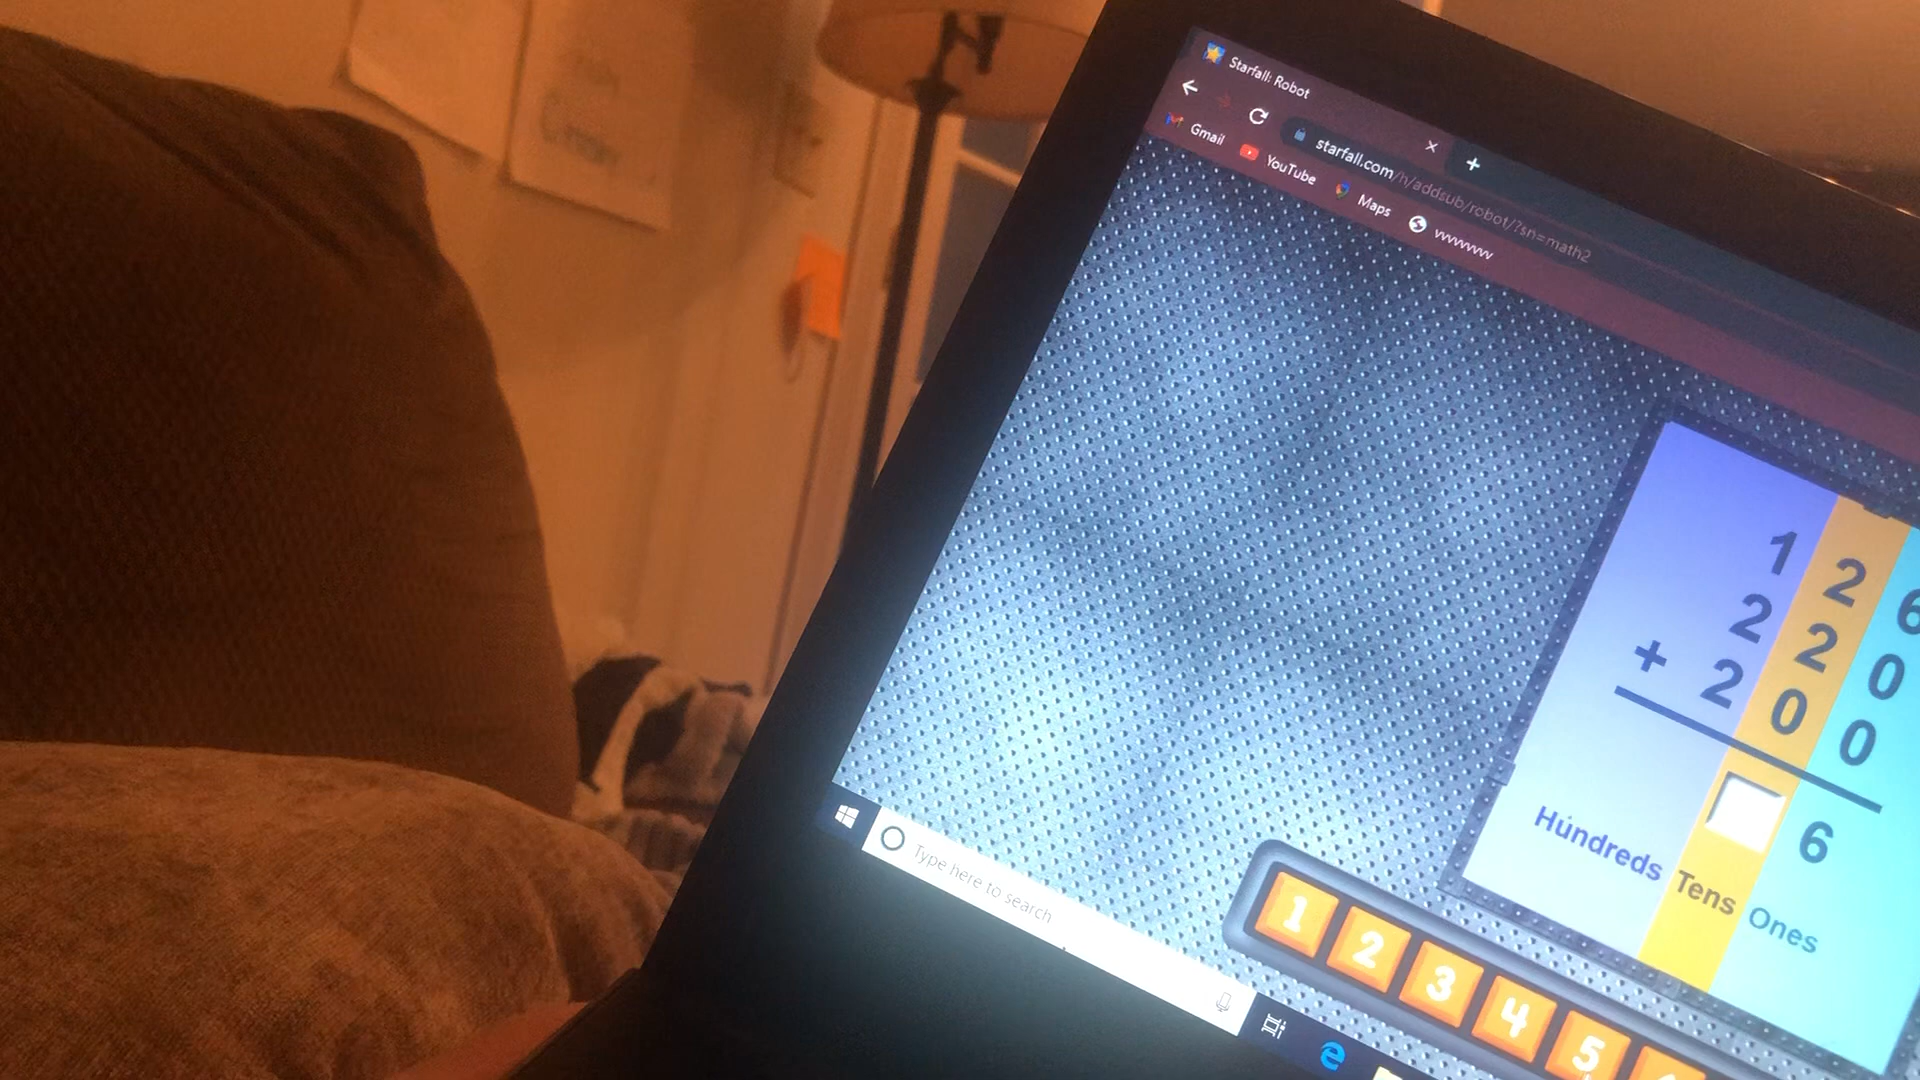 Starfall: Robot
starfall.com/h/addsub/robot/?sn=math2
Gmail YouTube Maps vvvvvvvv
1 2 6
2 2 0
+ 2 0 0
6
Hundreds Tens Ones
1 2 3 4 5
Type here to search